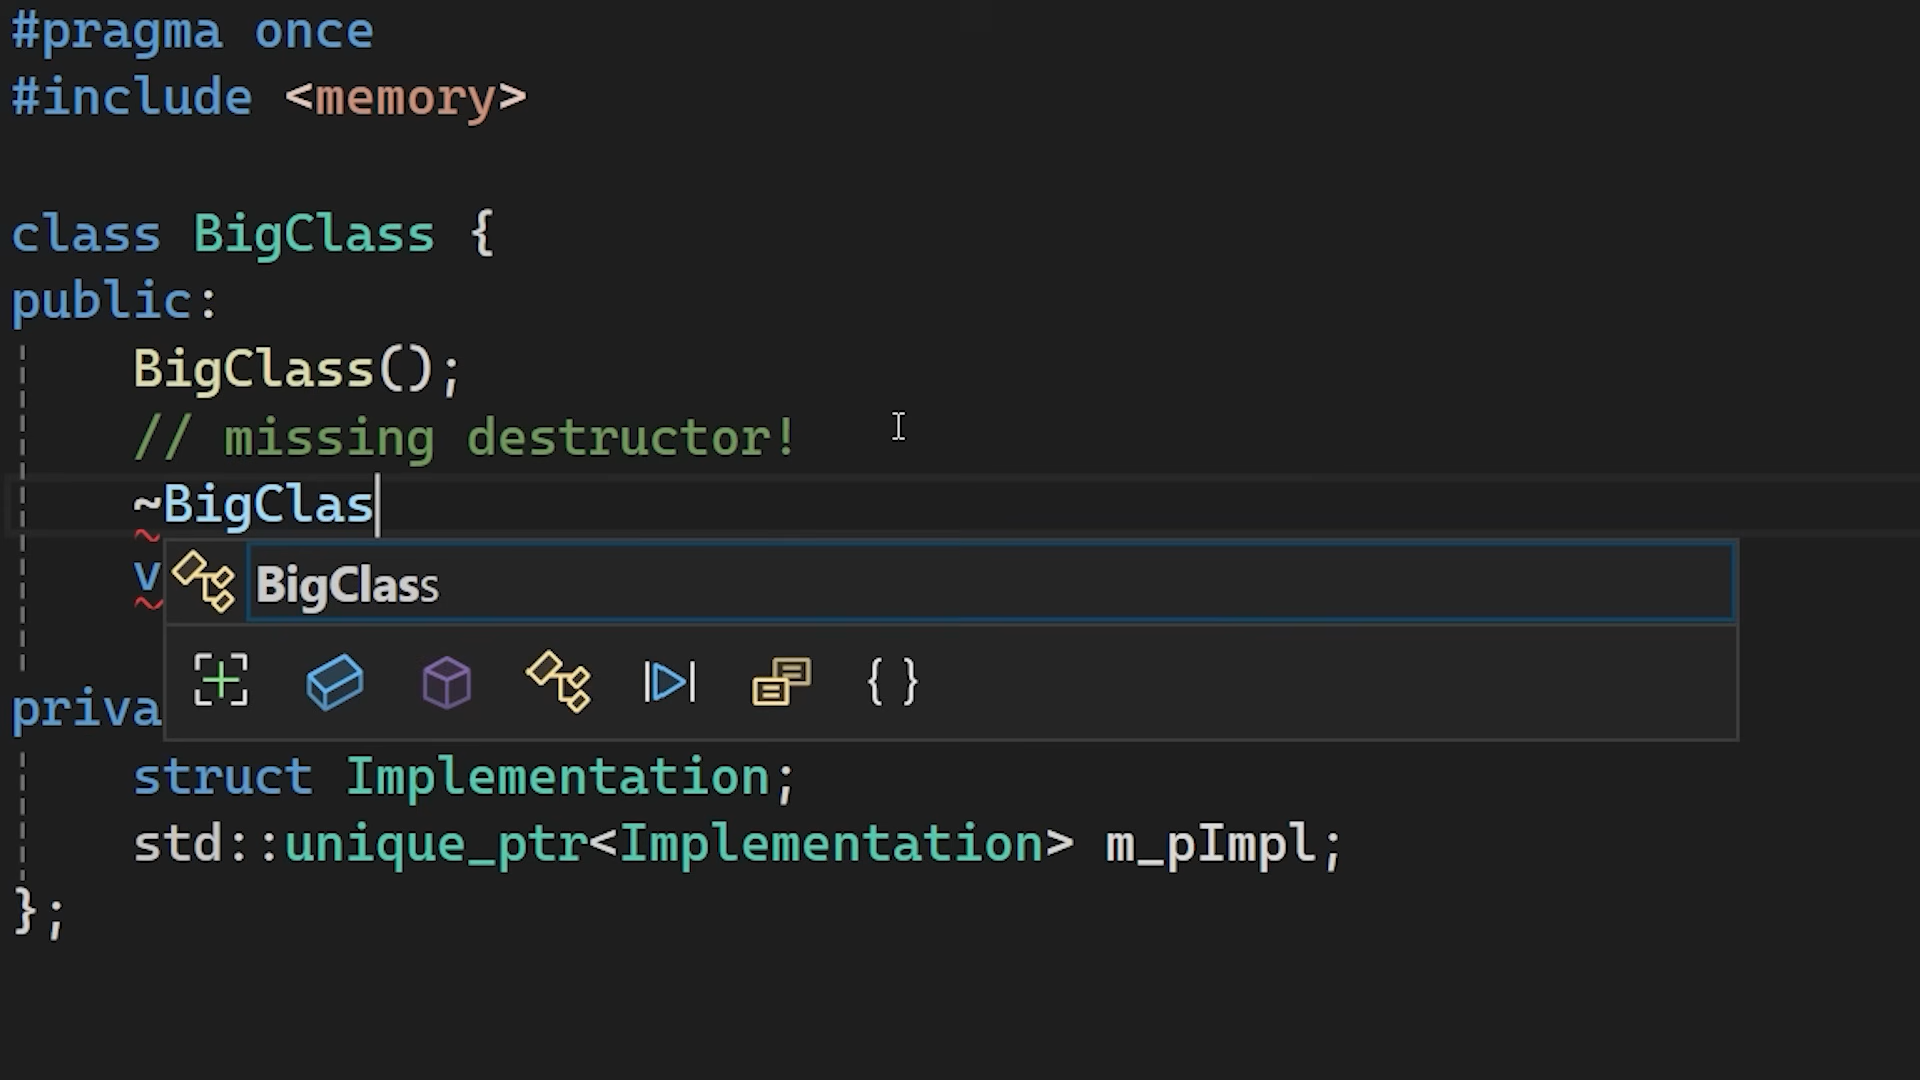 #pragma once
#include <memory>
class BigClass {
public:
BigClass();
// missing destructor!
~BigClas
v
BigClass
{ }
priva
struct Implementation;
std::unique_ptr<Implementation> m_pImpl;
};